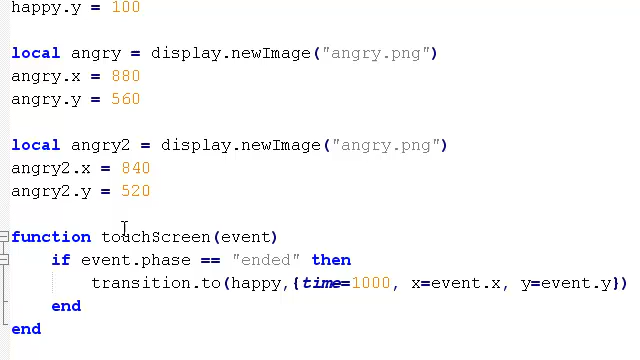 happy.y = 100
local angry = display.newImage("angry.png")
angry.x = 880
angry.y = 560
local angry2 = display.newImage("angry.png")
angry2.x = 840
angry2.y = 520
function touchScreen(event)
if event.phase == "ended" then
transition.to(happy,{time=1000, x=event.x, y=event.y})
end
end